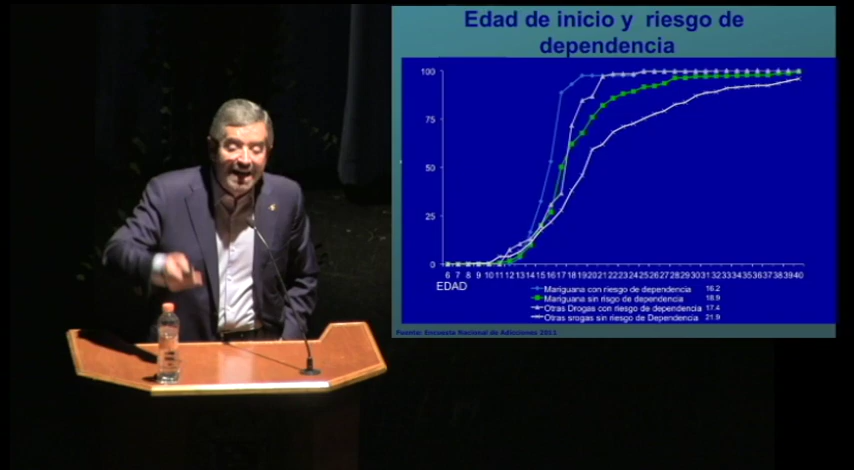 Edad de inicio y riesgo de
dependencia
100
75
50
25
0
6 7 8 9 10 11 12 13 14 15 16 17 18 19 20 21 22 23 24 25 26 27 28 29 30 31 32 33 34 35 36 37 38 39 40
EDAD
Mariguana con riesgo de dependencia 16.2
Mariguana sin risgo de dependencia 18.9
Otras Drogas con riesgo de dependencia 17.4
Otras srogas sin riesgo de Dependencia 21.9
Fuente: Encuesta Nacional de Adicciones 2011